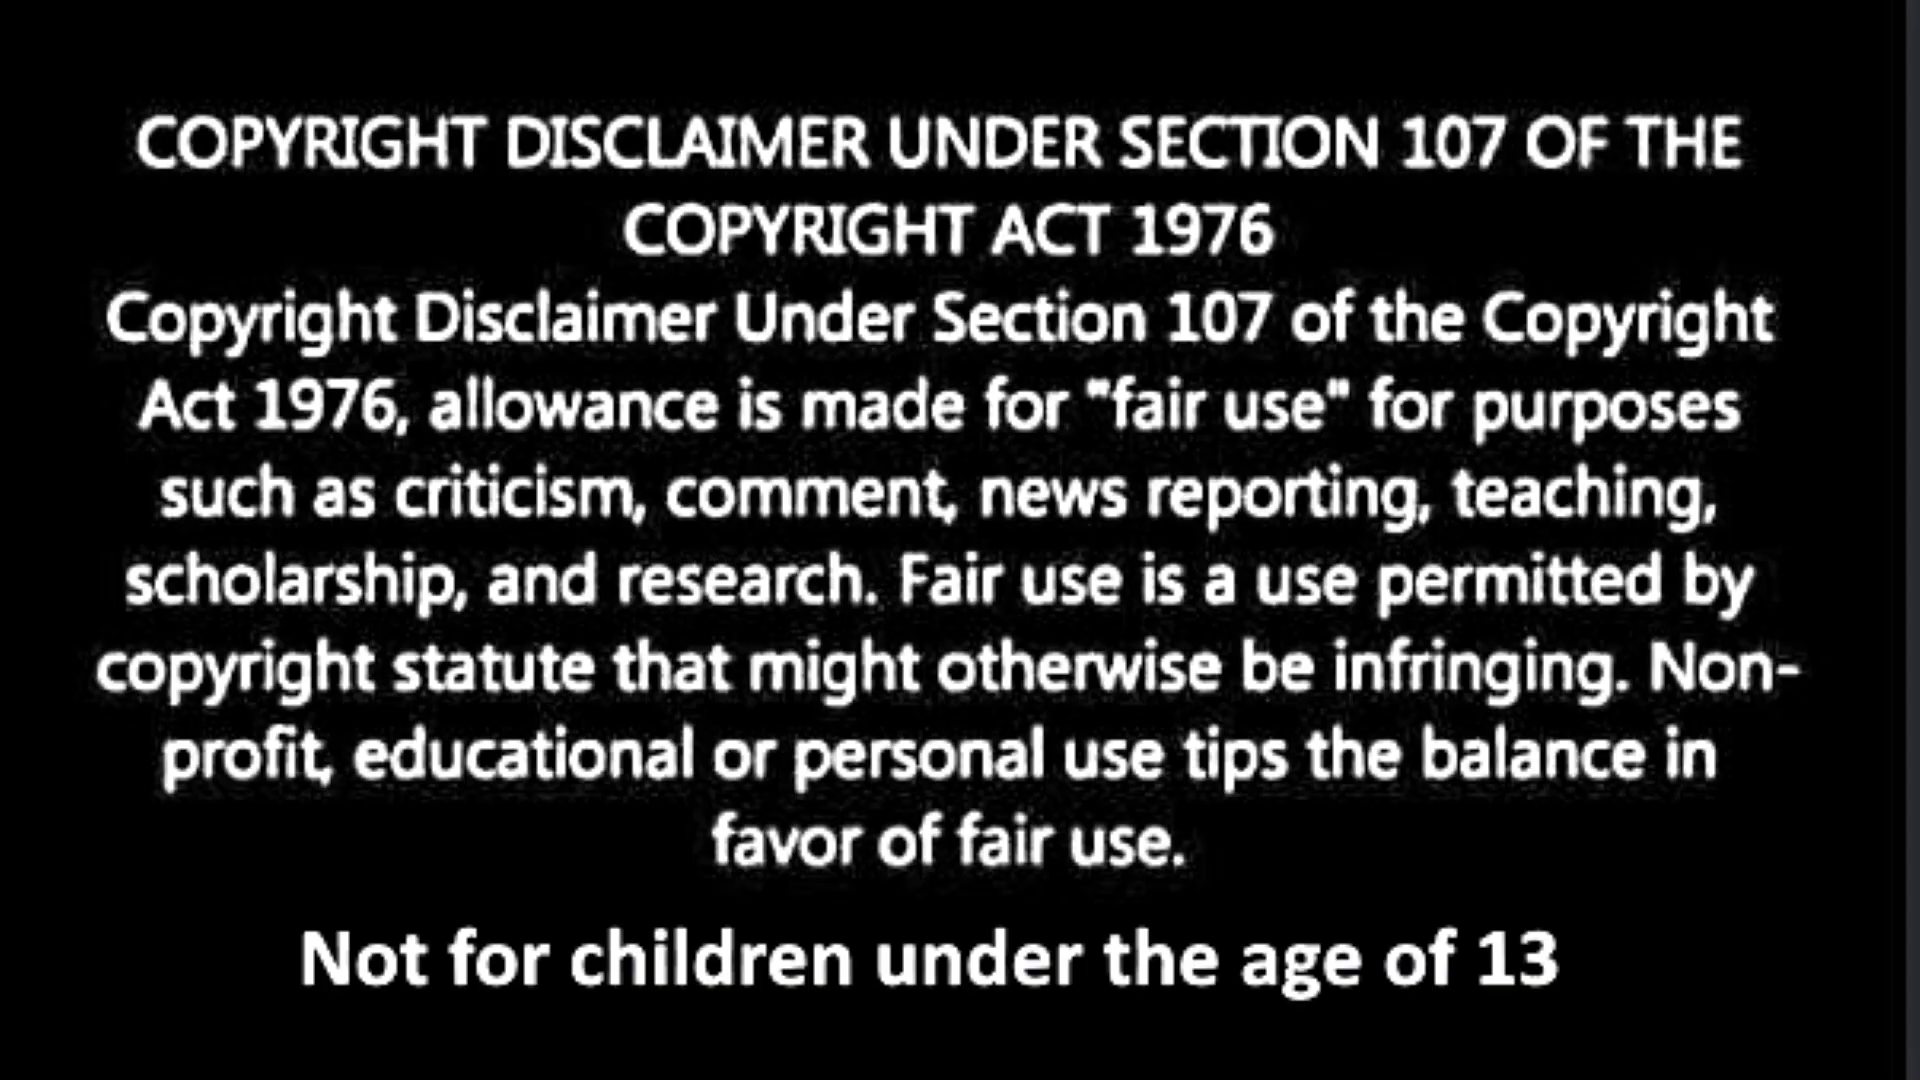 COPYRIGHT DISCLAIMER UNDER SECTION 107 OF THE
COPYRIGHT ACT 1976
Copyright Disclaimer Under Section 107 of the Copyright
Act 1976, allowance is made for "fair use" for purposes
such as criticism, comment, news reporting, teaching,
scholarship, and research. Fair use is a use permitted by
copyright statute that might otherwise be infringing. Non-
profit, educational or personal use tips the balance in
favor of fair use.
Not for children under the age of 13